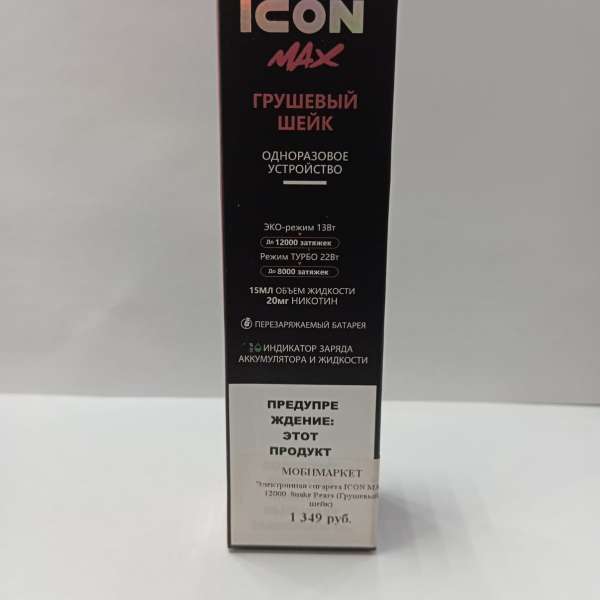 ICON
MAX
ГРУШЕВЫЙ
ШЕЙК
ОДНОРАЗОВОЕ
УСТРОЙСТВО
ЭКО-режим 13Вт
До 12000 затяжек
Режим ТУРБО 22Вт
До 8000 затяжек
15МЛ ОБЪЕМ ЖИДКОСТИ
20мг НИКОТИН
ПЕРЕЗАРЯЖАЕМЫЙ БАТАРЕЯ
ИНДИКАТОР ЗАРЯДА
АККУМУЛЯТОРА И ЖИДКОСТИ
ПРЕДУПРЕ
ЖДЕНИЕ:
ЭТОТ
ПРОДУКТ
МОБИМАРКЕТ
Электронная сигарета ICON MA
12000 Shake Pears (Грушевый
шейк)
1 349 руб.